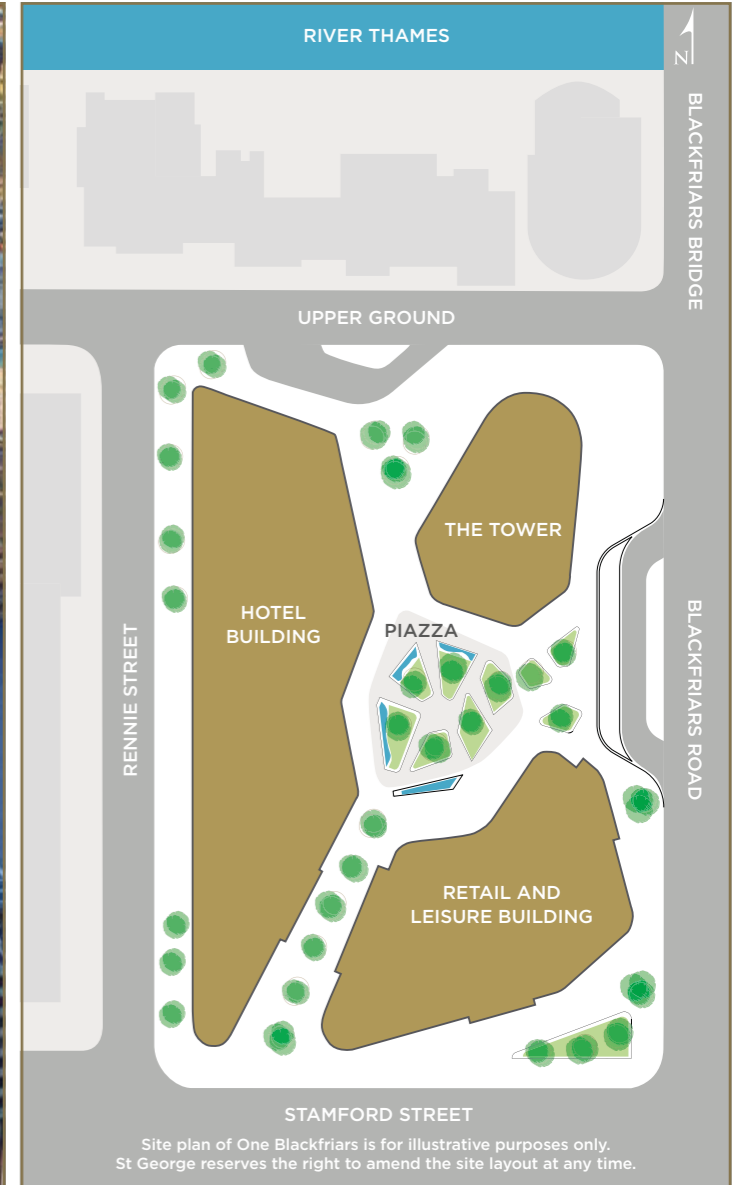 RIVER THAMES
N
BLACKFRIARS BRIDGE
UPPER GROUND
THE TOWER
HOTEL
BUILDING
PIAZZA
RENNIE STREET
BLACKFRIARS ROAD
RETAIL AND
LEISURE BUILDING
STAMFORD STREET
Site plan of One Blackfriars is for illustrative purposes only.
St George reserves the right to amend the site layout at any time.